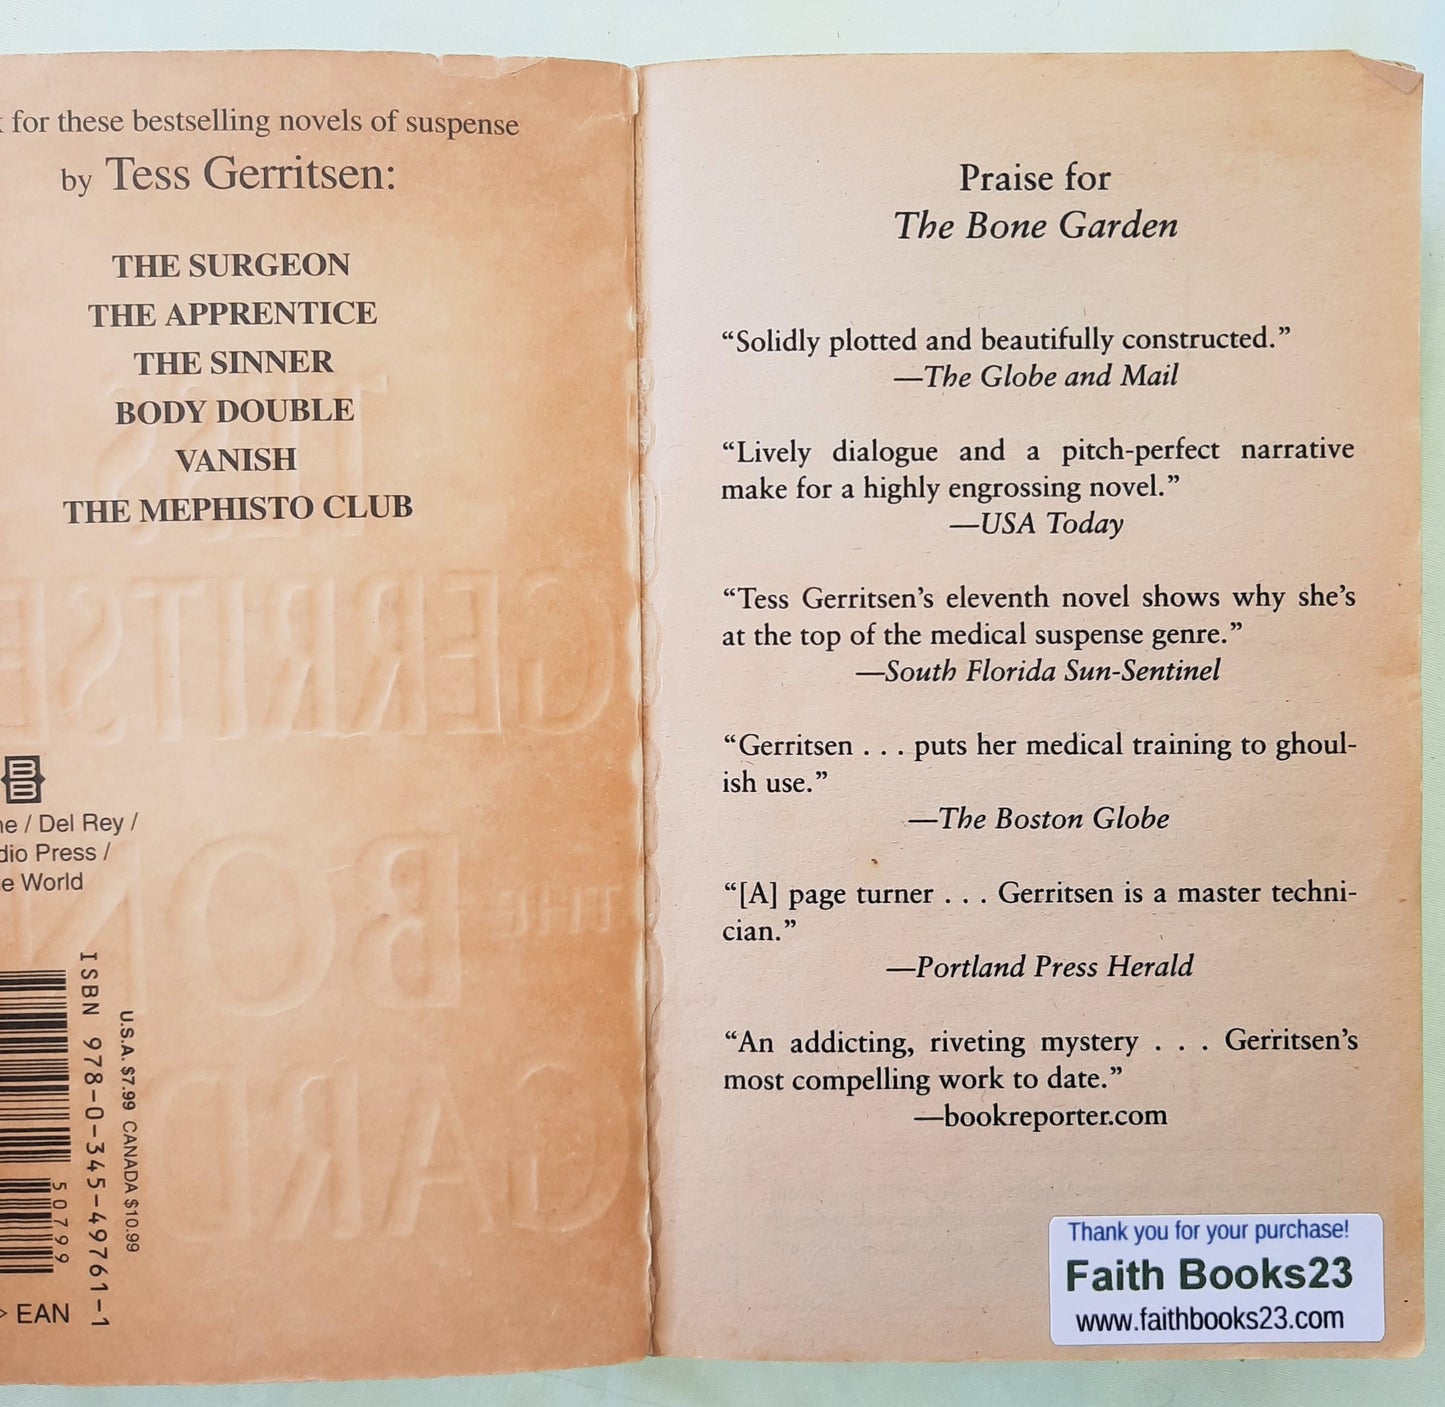 for these bestselling novels of suspense
by Tess Gerritsen:
THE SURGEON
THE APPRENTICE
THE SINNER
BODY DOUBLE
VANISH
THE MEPHISTO CLUB
TESS
GERRITSE
THE BON
GARD
BB
/ Del Rey /
Press /
World
ISBN 978-0-345-49761-1
U.S.A. $7.99 CANADA $10.99
50799
> EAN
Praise for
The Bone Garden
“Solidly plotted and beautifully constructed.”
—The Globe and Mail
“Lively dialogue and a pitch-perfect narrative
make for a highly engrossing novel.”
—USA Today
“Tess Gerritsen’s eleventh novel shows why she’s
at the top of the medical suspense genre.”
—South Florida Sun-Sentinel
“Gerritsen . . . puts her medical training to ghoul-
ish use.”
—The Boston Globe
“[A] page turner . . . Gerritsen is a master techni-
cian.”
—Portland Press Herald
“An addicting, riveting mystery . . . Gerritsen’s
most compelling work to date.”
—bookreporter.com
Thank you for your purchase!
Faith Books23
www.faithbooks23.com